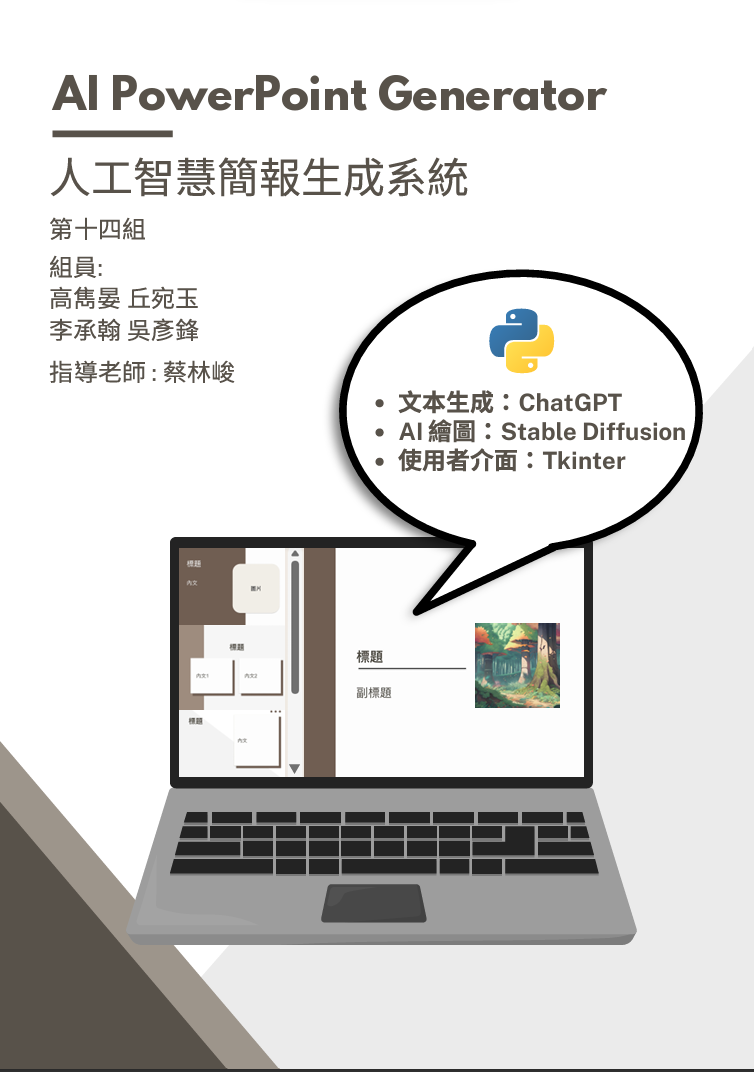 AI PowerPoint Generator
人工智慧簡報生成系統
第十四組
組員:
高雋晏 丘宛玉
李承翰 吳彥鋒
指導老師 : 蔡林峻
• 文本生成：ChatGPT
• AI 繪圖：Stable Diffusion
• 使用者介面：Tkinter
標題
內文
圖片
標題
內文1
內文2
標題
內文
標題
副標題